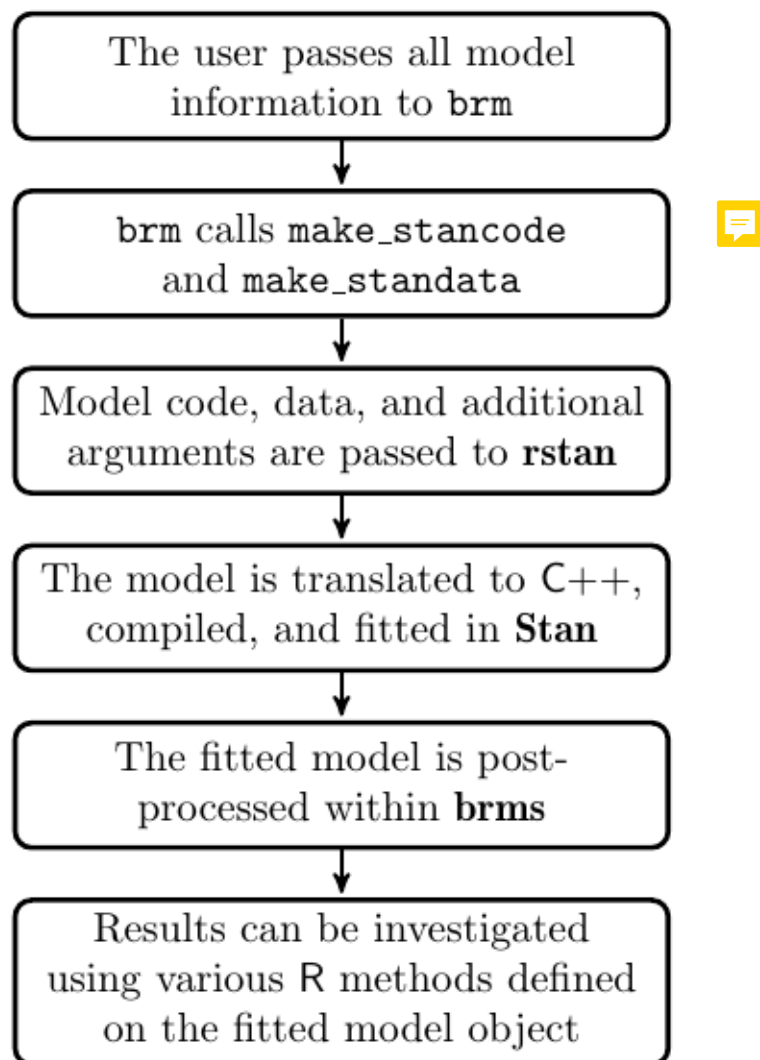 The user passes all model
information to brm
brm calls make_stancode
and make_standata
Model code, data, and additional
arguments are passed to rstan
The model is translated to C++,
compiled, and fitted in Stan
The fitted model is post-
processed within brms
Results can be investigated
using various R methods defined
on the fitted model object